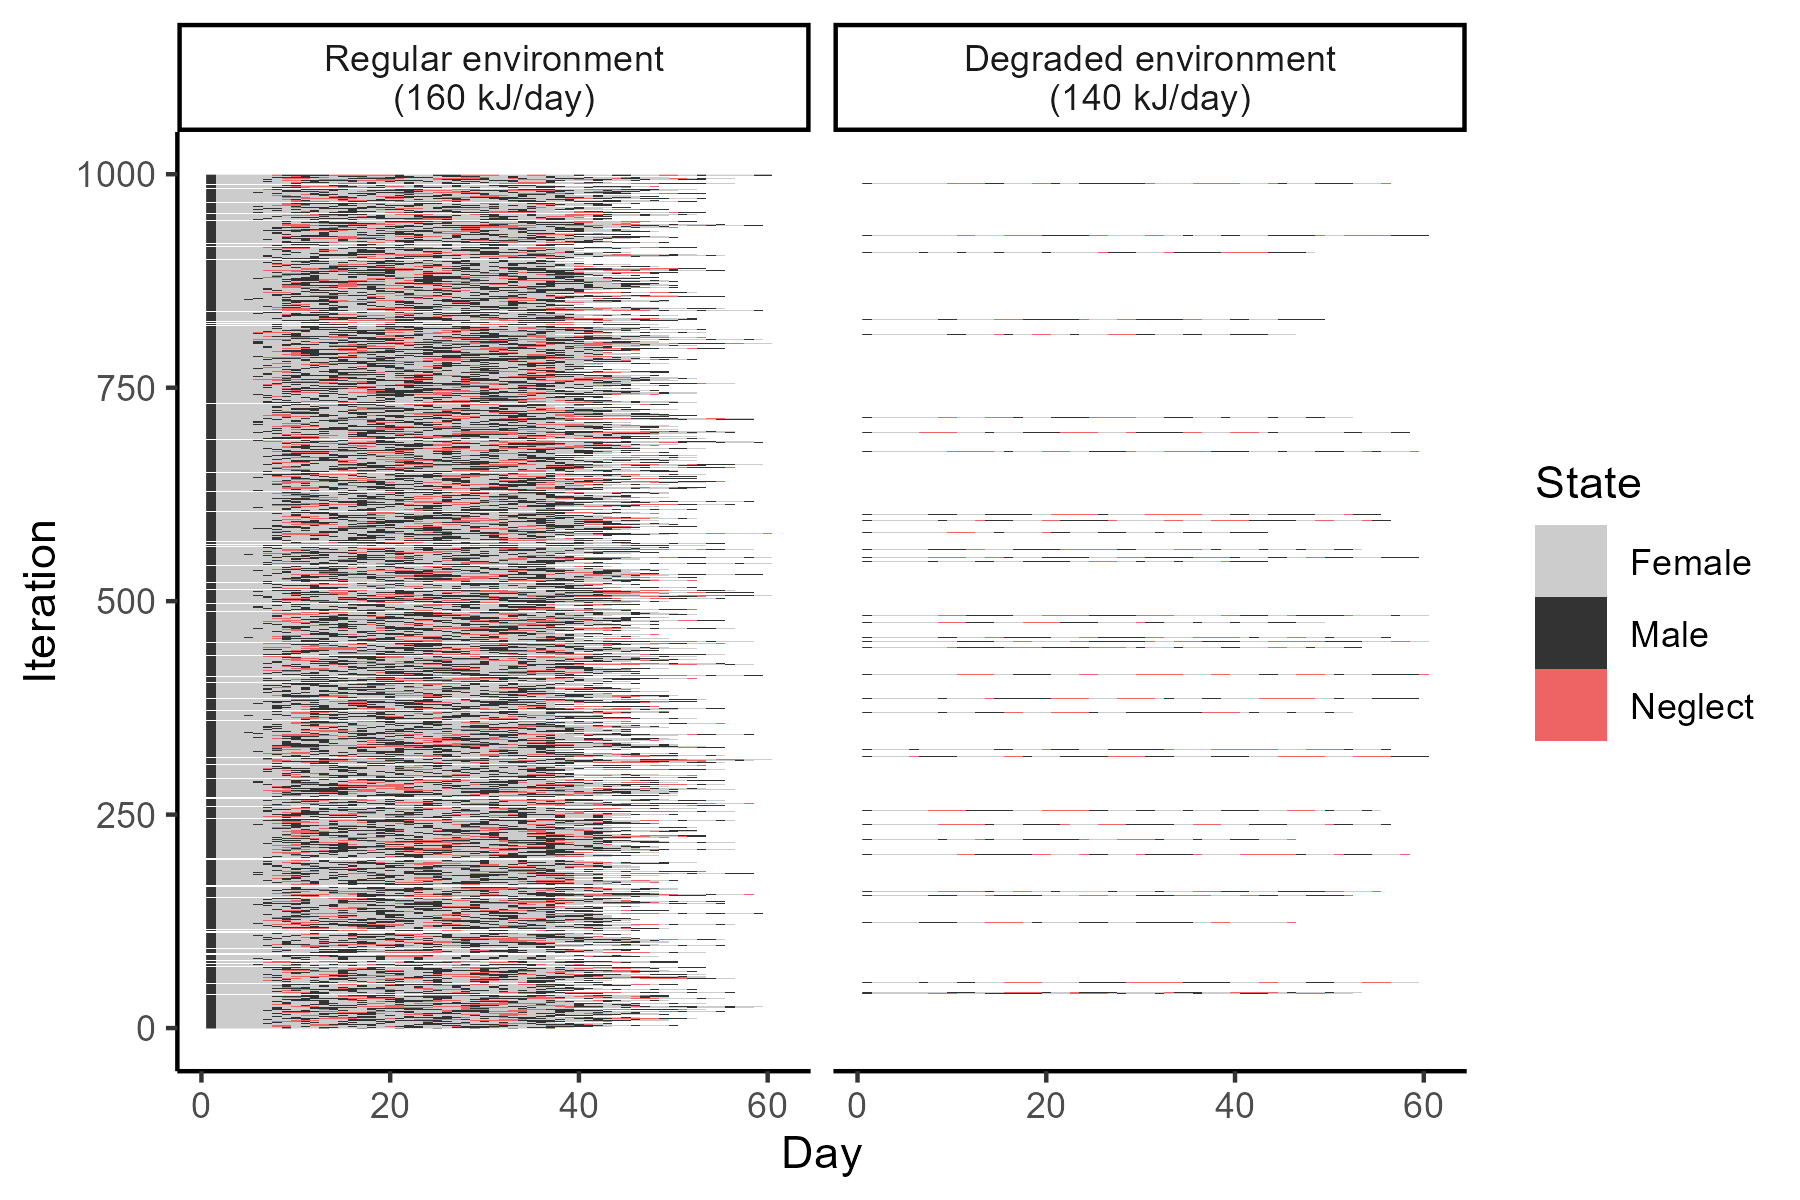 Regular environment
(160 kJ/day)
Degraded environment
(140 kJ/day)
1000
750
500
250
0
Iteration
0 20 40 60
0 20 40 60
Day
State
Female
Male
Neglect